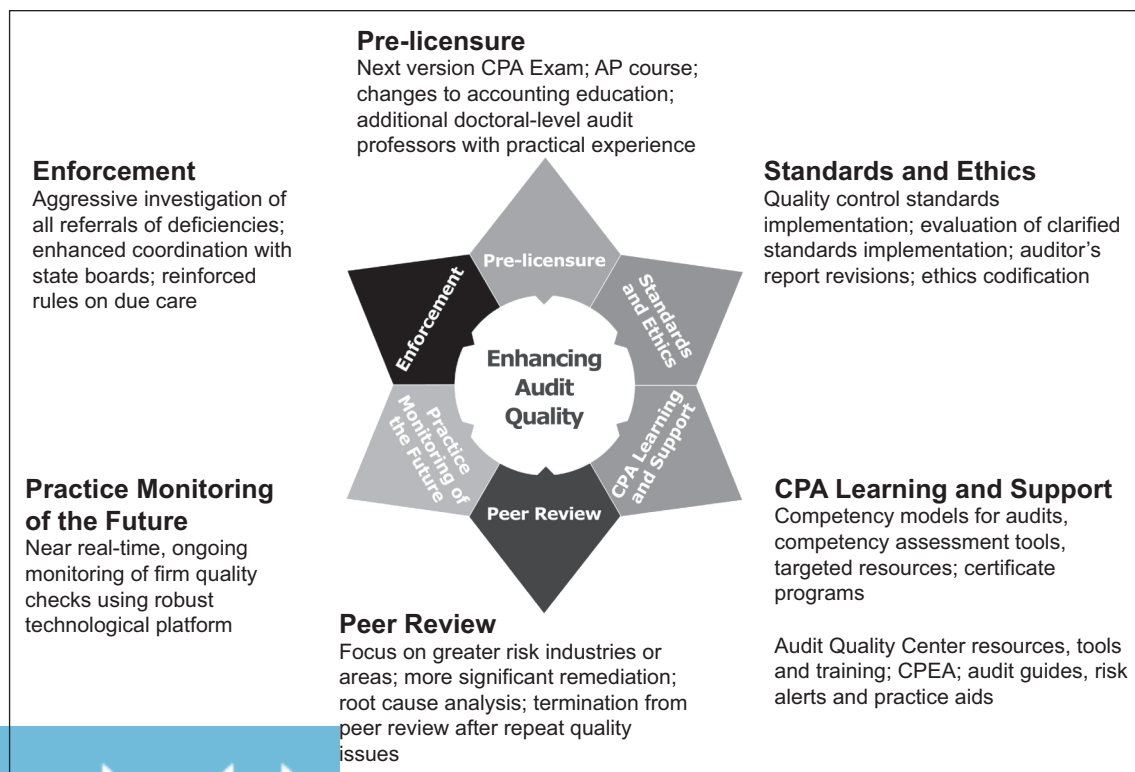 Pre-licensure
Next version CPA Exam; AP course;
changes to accounting education;
additional doctoral-level audit
professors with practical experience
Enforcement
Aggressive investigation of
all referrals of deficiencies;
enhanced coordination with
state boards; reinforced
rules on due care
Standards and Ethics
Quality control standards
implementation; evaluation of clarified
standards implementation; auditor’s
report revisions; ethics codification
Pre-licensure
Enforcement
Standards
and Ethics
Enhancing
Audit
Quality
Practice
Monitoring of
the Future
CPA Learning
and Support
Peer Review
Practice Monitoring
of the Future
Near real-time, ongoing
monitoring of firm quality
checks using robust
technological platform
Peer Review
Focus on greater risk industries or
areas; more significant remediation;
root cause analysis; termination from
peer review after repeat quality
issues
CPA Learning and Support
Competency models for audits,
competency assessment tools,
targeted resources; certificate
programs
Audit Quality Center resources, tools
and training; CPEA; audit guides, risk
alerts and practice aids